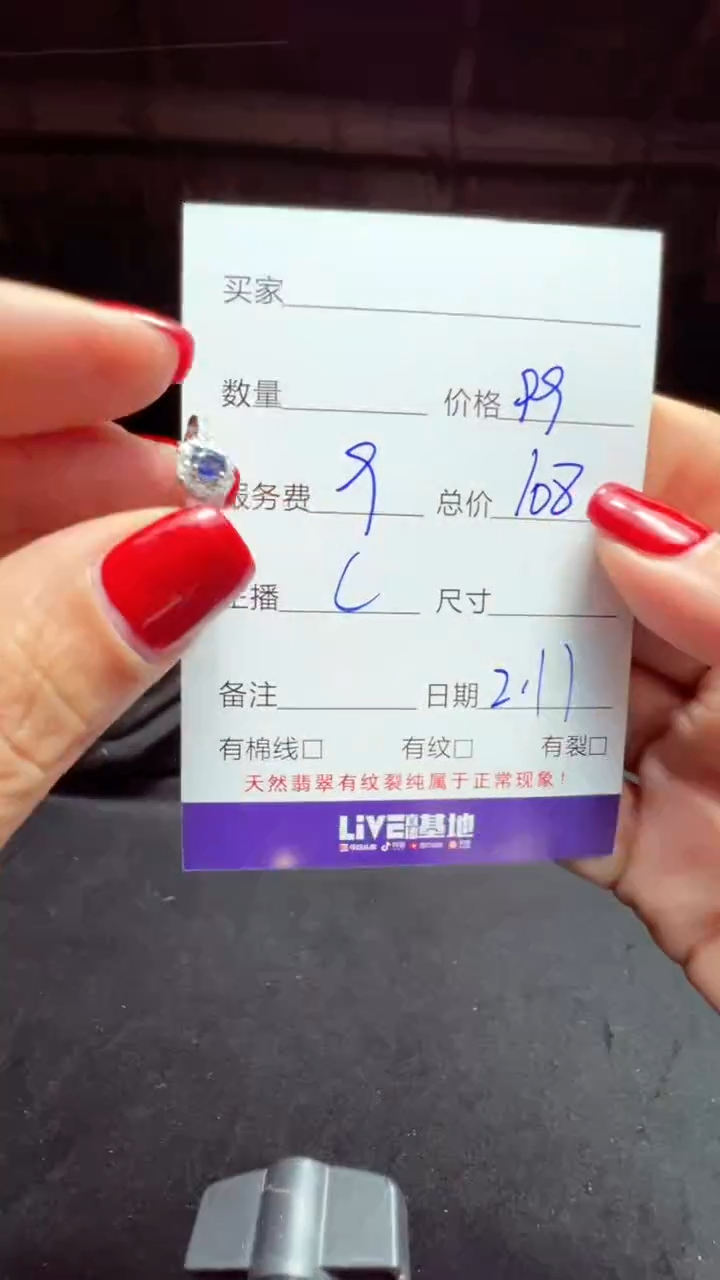 买家
数量 价格 99
服务费 9 总价 108
主播 C 尺寸
备注 日期 2.11
有棉线□ 有纹□ 有裂□
天然翡翠有纹裂纯属于正常现象！
LiVE 基地